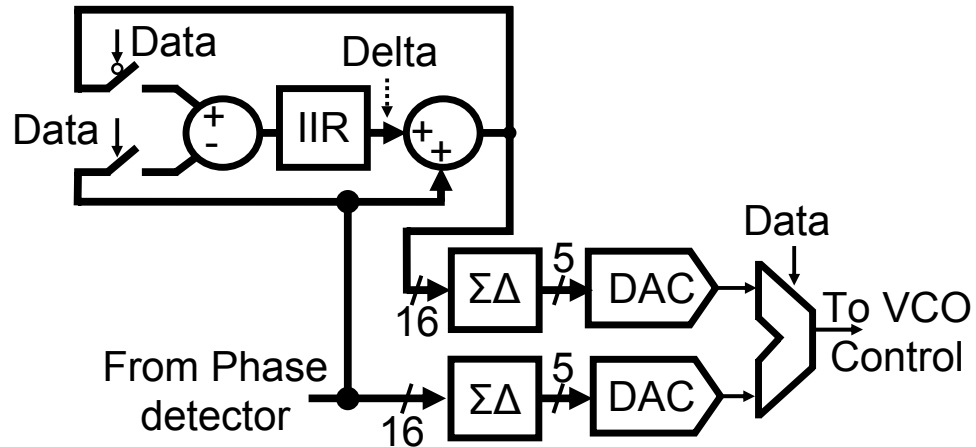 Data
Delta
+
IIR
-
+
+
Data
Data
5
ΣΔ
DAC
16
To VCO
Control
From Phase
detector
5
ΣΔ
DAC
16